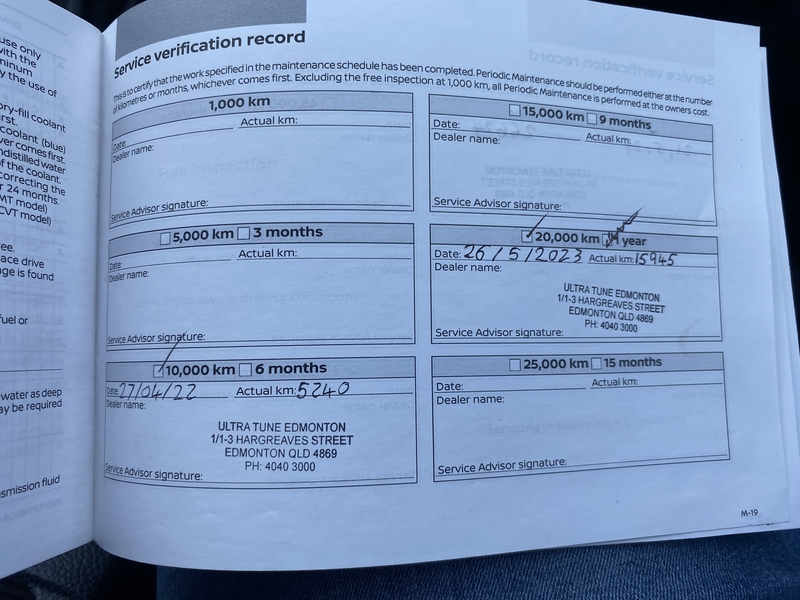 use only
with the
minum
y the use of
ory-fill coolant
rst.
coolant (blue)
ver comes first.
ndistilled water
of the coolant.
correcting the
r 24 months.
MT model)
CVT model)
ee.
ace drive
ge is found
fuel or
water as deep
ay be required
smission fluid
Service verification record
This is to certify that the work specified in the maintenance schedule has been completed. Periodic Maintenance should be performed either at the number
of kilometres or months, whichever comes first. Excluding the free inspection at 1,000 km, all Periodic Maintenance is performed at the owners cost.
1,000 km
Date: Actual km:
Dealer name:
Service Advisor signature:
5,000 km 3 months
Date: Actual km:
Dealer name:
Service Advisor signature:
10,000 km 6 months
Date: 27/04/22 Actual km: 5240
Dealer name:
ULTRA TUNE EDMONTON
1/1-3 HARGREAVES STREET
EDMONTON QLD 4869
PH: 4040 3000
Service Advisor signature:
15,000 km 9 months
Date: Actual km:
Dealer name:
Service Advisor signature:
20,000 km 1 year
Date: 26/5/2023 Actual km: 15945
Dealer name:
ULTRA TUNE EDMONTON
1/1-3 HARGREAVES STREET
EDMONTON QLD 4869
PH: 4040 3000
Service Advisor signature:
25,000 km 15 months
Date: Actual km:
Dealer name:
Service Advisor signature:
M-19